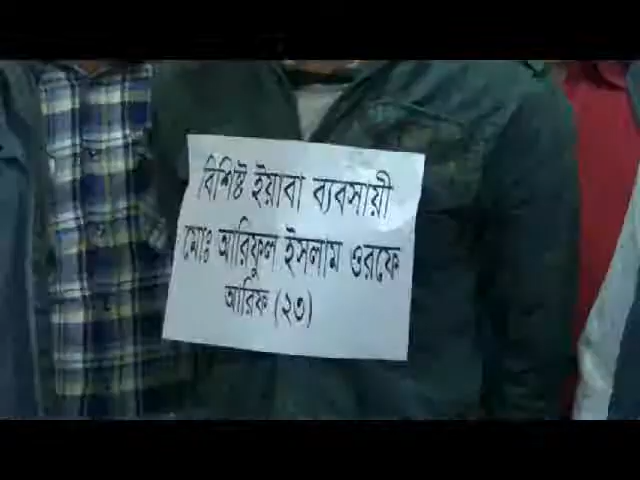 বিশিষ্ট ইয়াবা ব্যবসায়ী
মোঃ আরিফুল ইসলাম ওরফে
আরিফ (২৩)